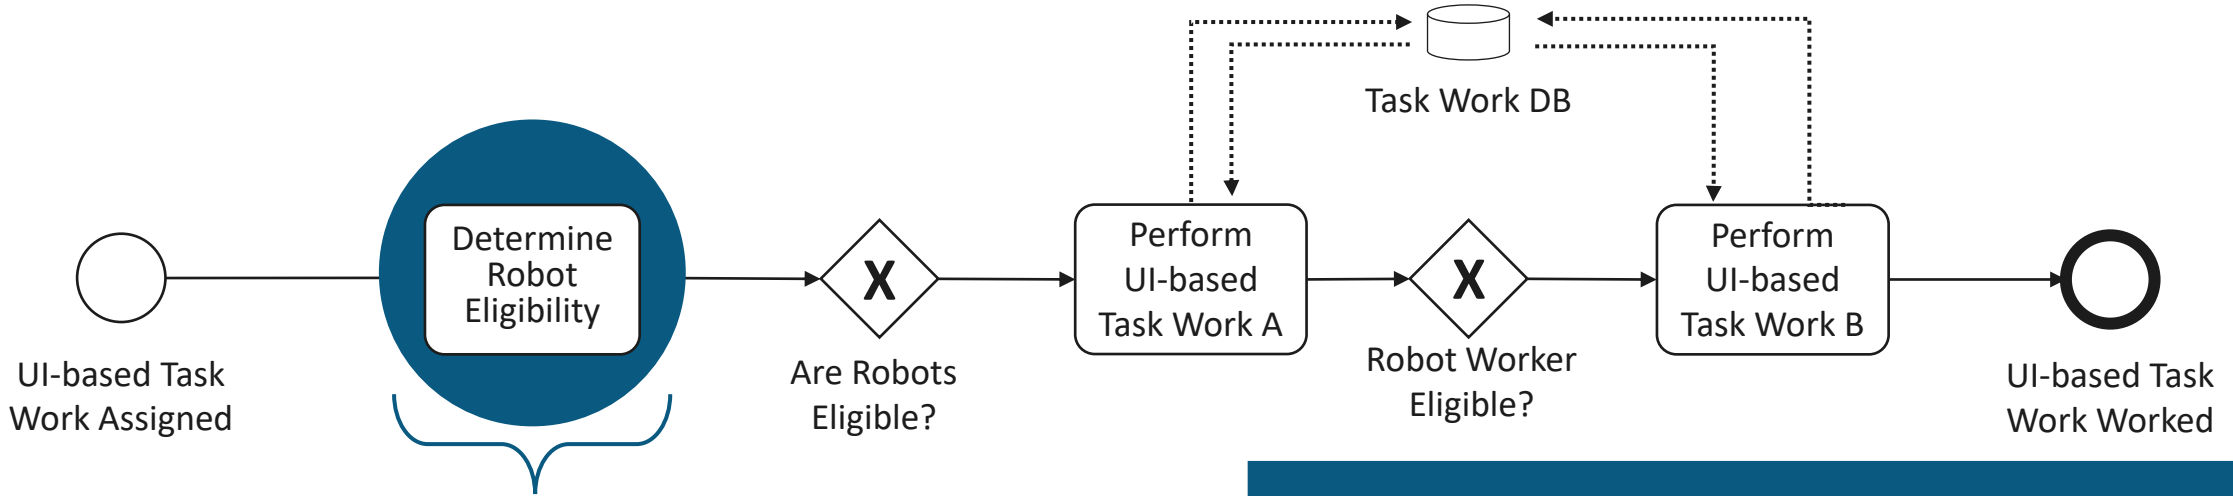 Task Work DB
Determine
Robot
Eligibility
X
Perform
UI-based
Task Work A
X
Perform
UI-based
Task Work B
UI-based Task
Work Assigned
Are Robots
Eligible?
Robot Worker
Eligible?
UI-based Task
Work Worked